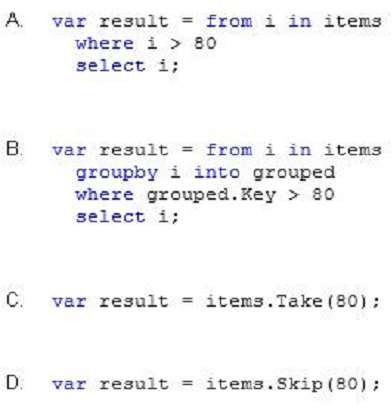 A. var result = from i in items
where i > 80
select i;
B. var result = from i in items
groupby i into grouped
where grouped.Key > 80
select i;
C. var result = items.Take(80);
D. var result = items.Skip(80);